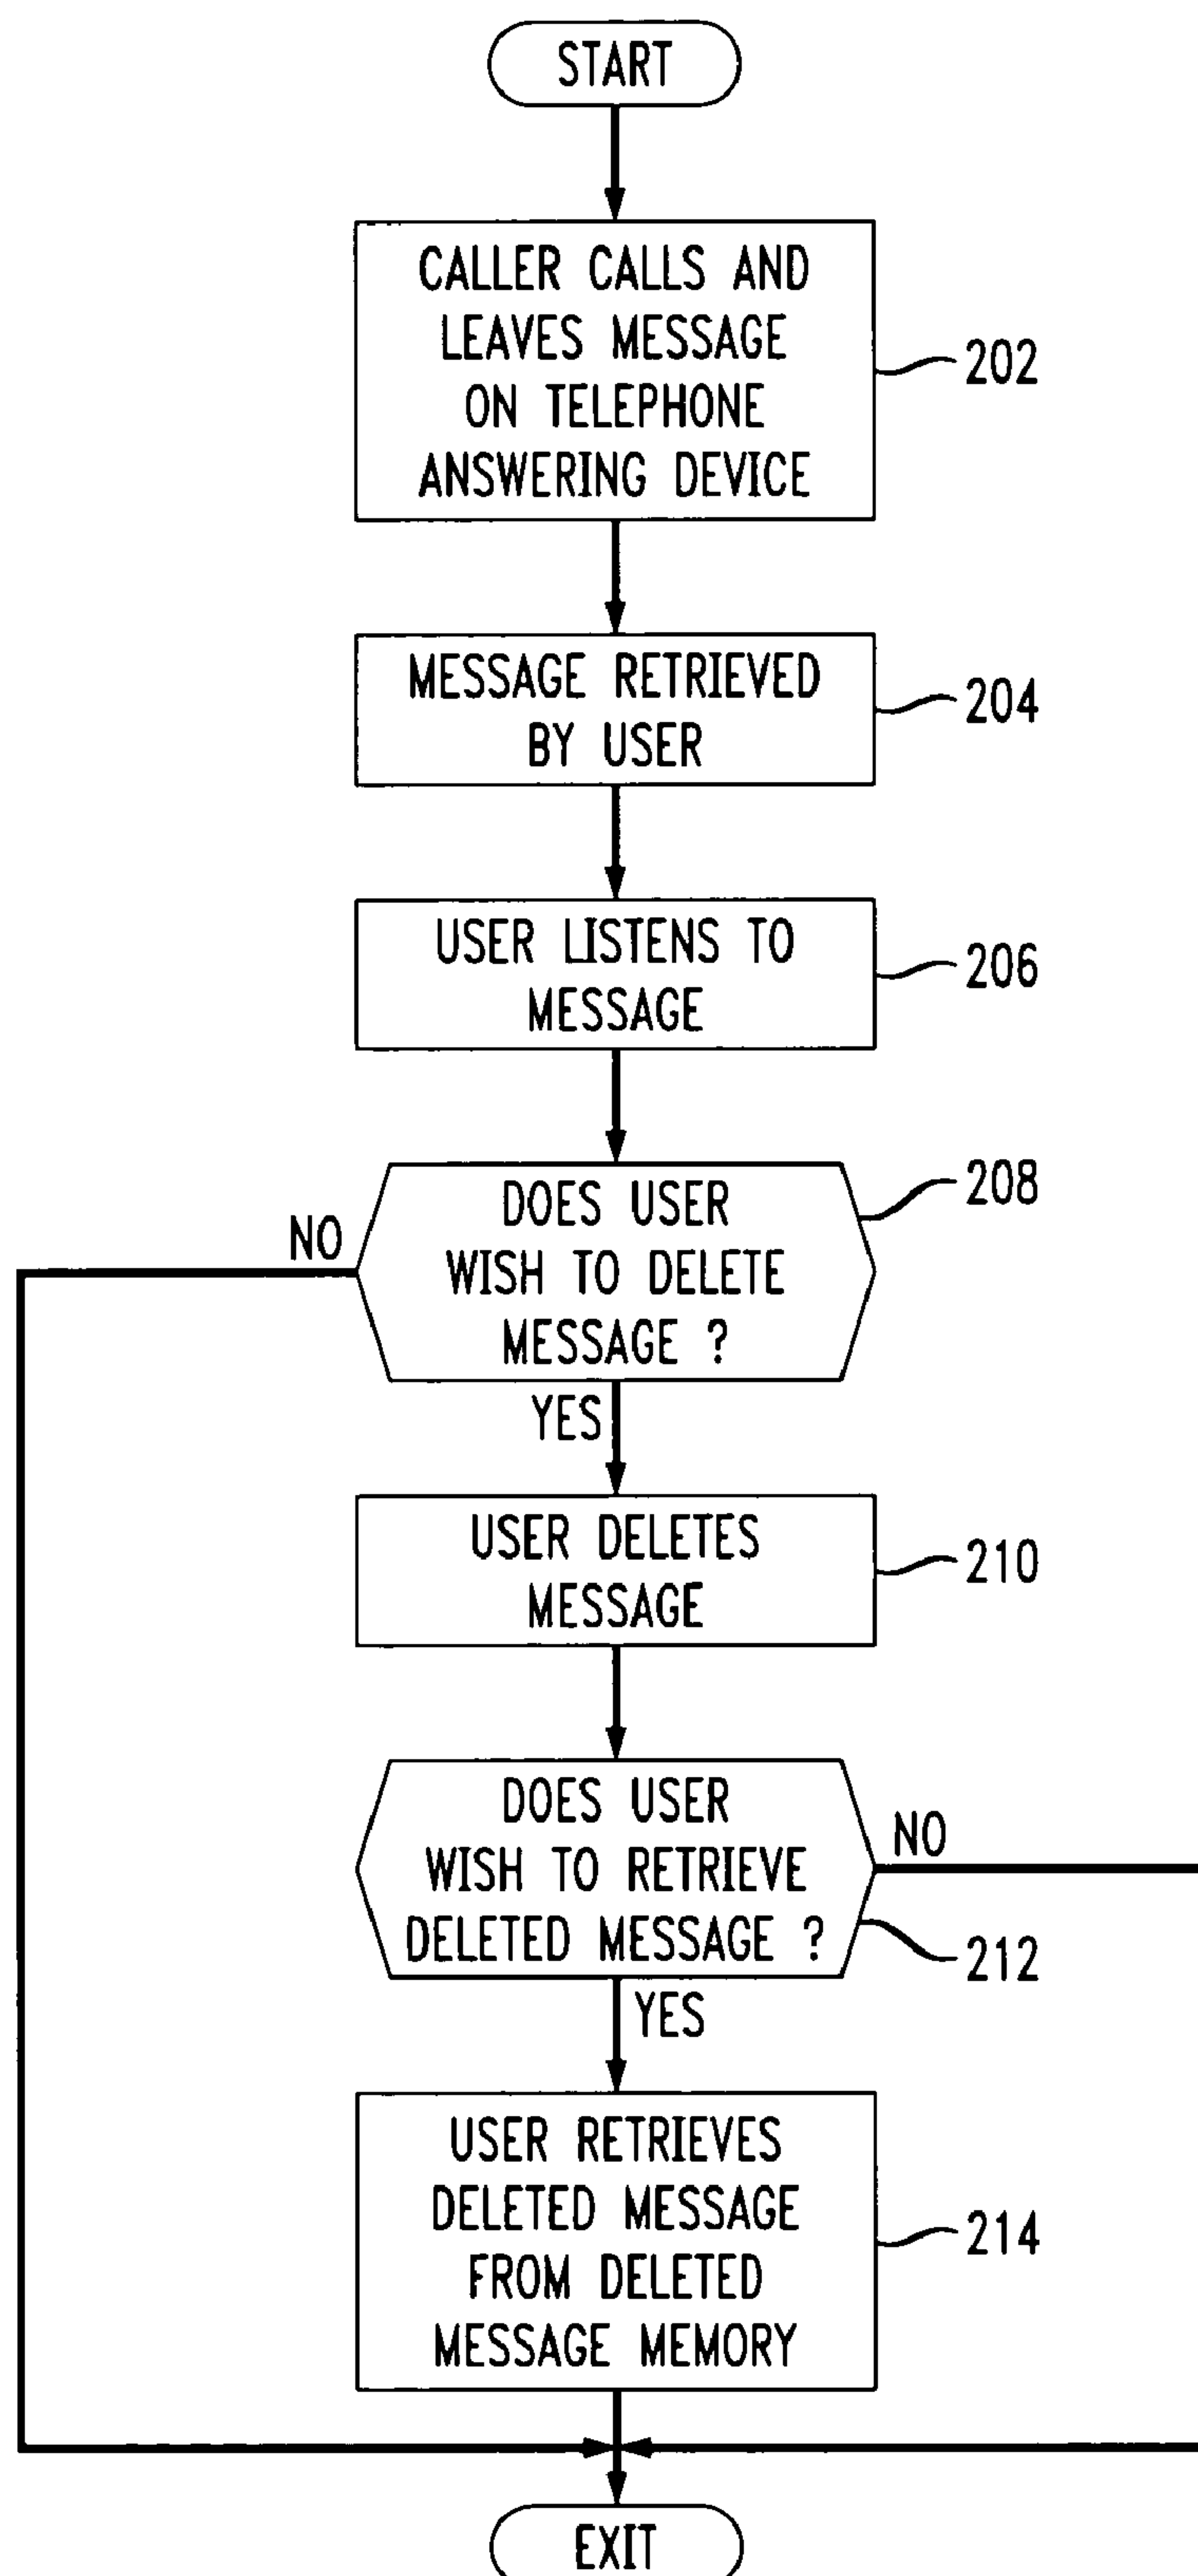 START
CALLER CALLS AND
LEAVES MESSAGE
ON TELEPHONE
ANSWERING DEVICE
202
MESSAGE RETRIEVED
BY USER
204
USER LISTENS TO
MESSAGE
206
DOES USER
WISH TO DELETE
MESSAGE ?
208
NO
YES
USER DELETES
MESSAGE
210
DOES USER
WISH TO RETRIEVE
DELETED MESSAGE ?
NO
212
YES
USER RETRIEVES
DELETED MESSAGE
FROM DELETED
MESSAGE MEMORY
214
EXIT